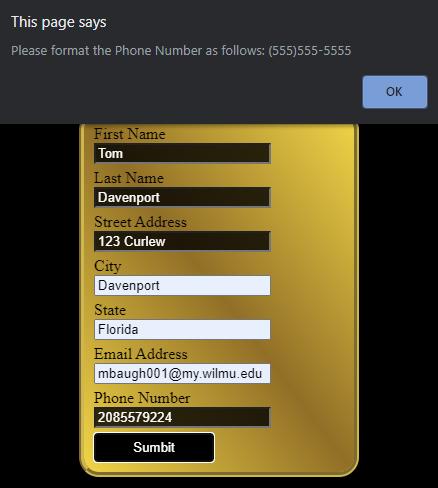 This page says
Please format the Phone Number as follows: (555)555-5555
OK
First Name
Tom
Last Name
Davenport
Street Address
123 Curlew
City
Davenport
State
Florida
Email Address
mbaugh001@my.wilmu.edu
Phone Number
2085579224
Sumbit